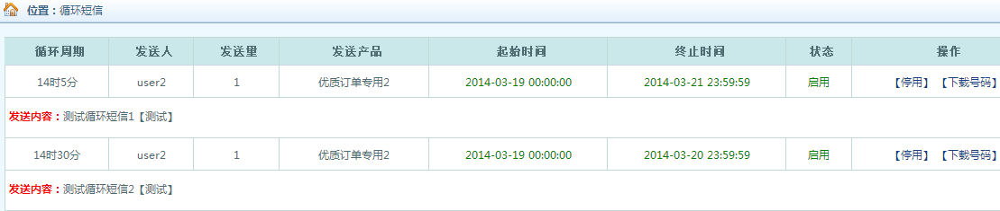 位置：循环短信
循环周期 发送人 发送量 发送产品 起始时间 终止时间 状态 操作
14时5分 user2 1 优质订单专用2 2014-03-19 00:00:00 2014-03-21 23:59:59 启用 【停用】 【下载号码】
发送内容：测试循环短信1【测试】
14时30分 user2 1 优质订单专用2 2014-03-19 00:00:00 2014-03-20 23:59:59 启用 【停用】 【下载号码】
发送内容：测试循环短信2【测试】